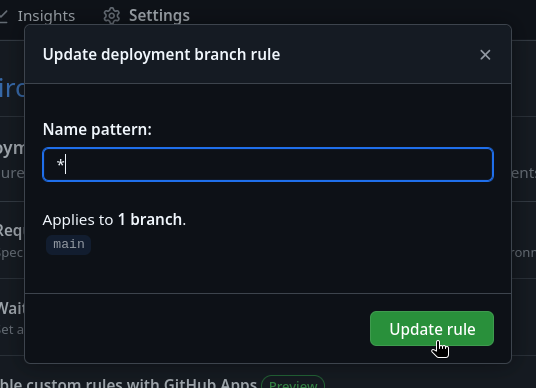 Insights Settings
Update deployment branch rule
Name pattern:
*
Applies to 1 branch.
main
Update rule
ble custom rules with GitHub Apps Preview